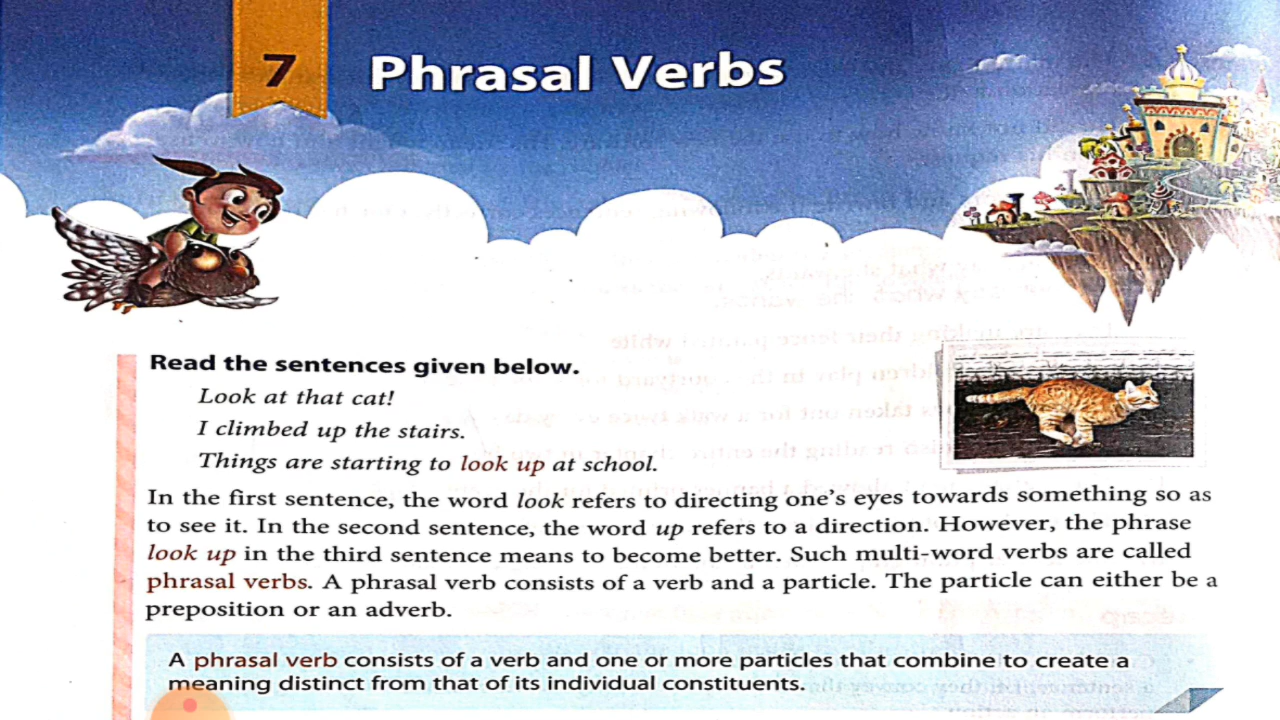 7
Phrasal Verbs
Read the sentences given below.
Look at that cat!
I climbed up the stairs.
Things are starting to look up at school.
In the first sentence, the word look refers to directing one’s eyes towards something so as
to see it. In the second sentence, the word up refers to a direction. However, the phrase
look up in the third sentence means to become better. Such multi-word verbs are called
phrasal verbs. A phrasal verb consists of a verb and a particle. The particle can either be a
preposition or an adverb.
A phrasal verb consists of a verb and one or more particles that combine to create a
meaning distinct from that of its individual constituents.